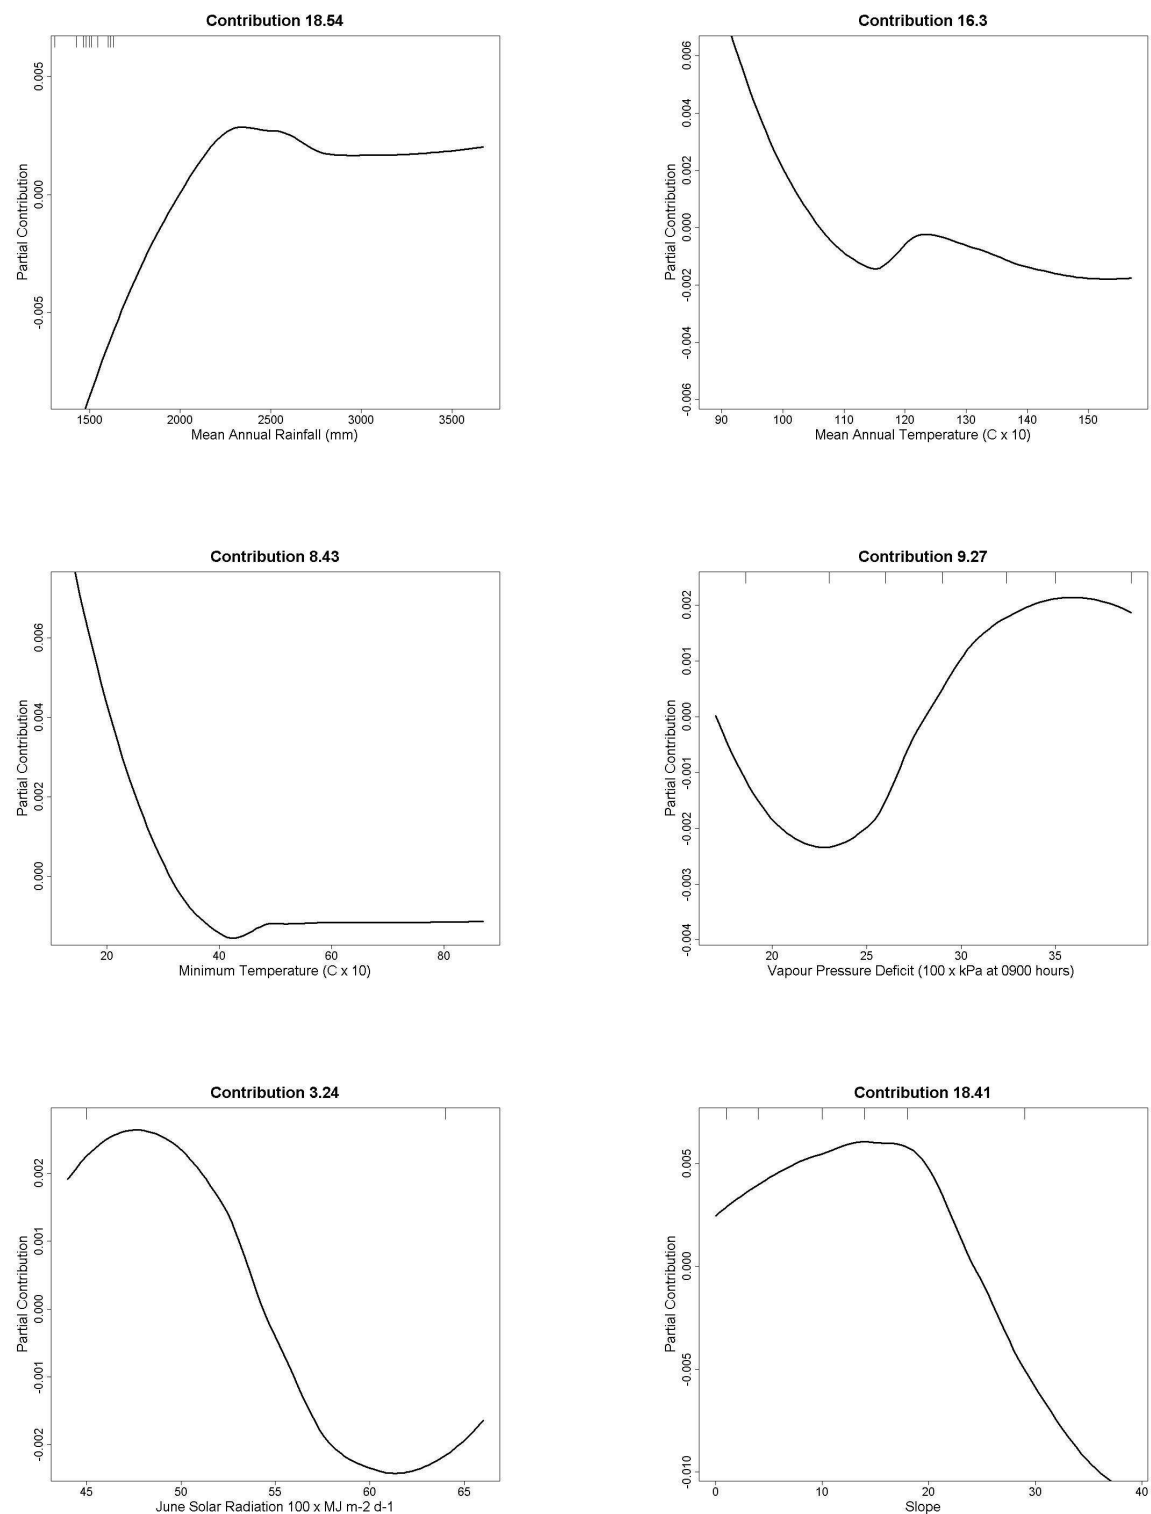 Contribution 18.54
Partial Contribution
0.005
0.000
-0.005
1500 2000 2500 3000 3500
Mean Annual Rainfall (mm)
Contribution 16.3
Partial Contribution
0.006
0.004
0.002
0.000
-0.002
-0.004
-0.006
90 100 110 120 130 140 150
Mean Annual Temperature (C x 10)
Contribution 8.43
Partial Contribution
0.006
0.004
0.002
0.000
20 40 60 80
Minimum Temperature (C x 10)
Contribution 9.27
Partial Contribution
0.002
0.001
0.000
-0.001
-0.002
-0.003
-0.004
20 25 30 35
Vapour Pressure Deficit (100 x kPa at 0900 hours)
Contribution 3.24
Partial Contribution
0.002
0.001
0.000
-0.001
-0.002
45 50 55 60 65
June Solar Radiation 100 x MJ m-2 d-1
Contribution 18.41
Partial Contribution
0.005
0.000
-0.005
-0.010
0 10 20 30 40
Slope